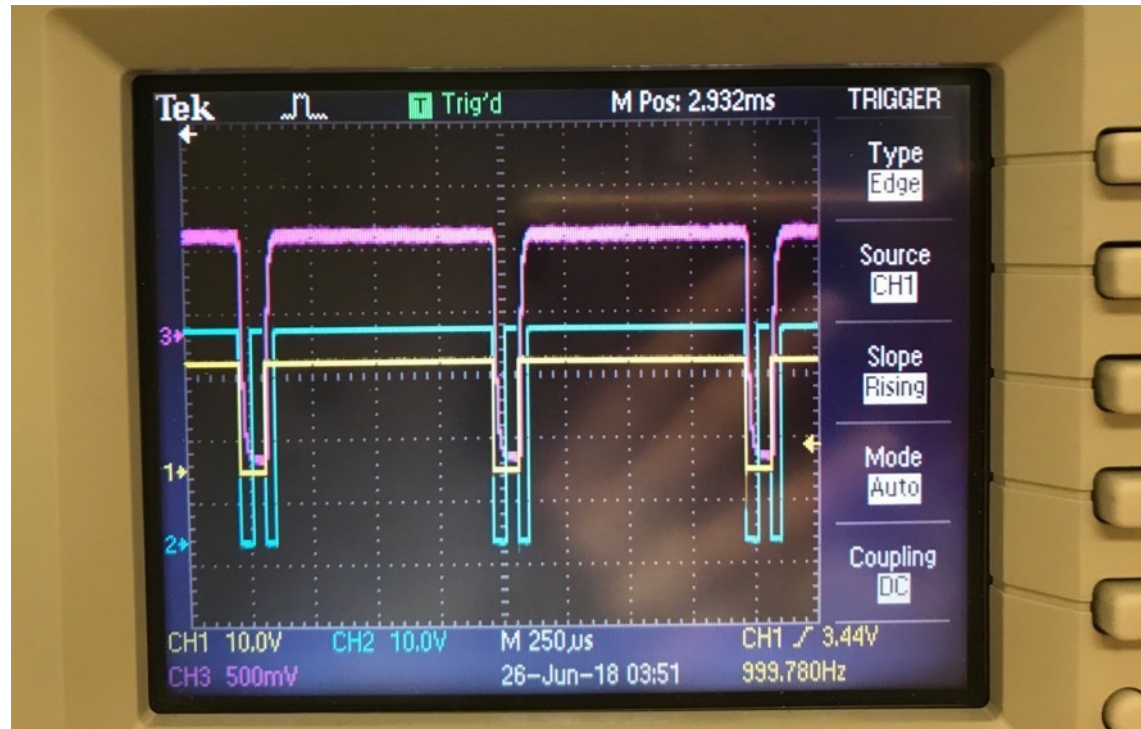 Tek Trig'd M Pos: 2.932ms TRIGGER
Type
Edge
Source
CH1
Slope
Rising
Mode
Auto
Coupling
DC
3
1
2
CH1 10.0V CH2 10.0V M 250µs CH1 3.44V
CH3 500mV 26-Jun-18 03:51 999.780Hz